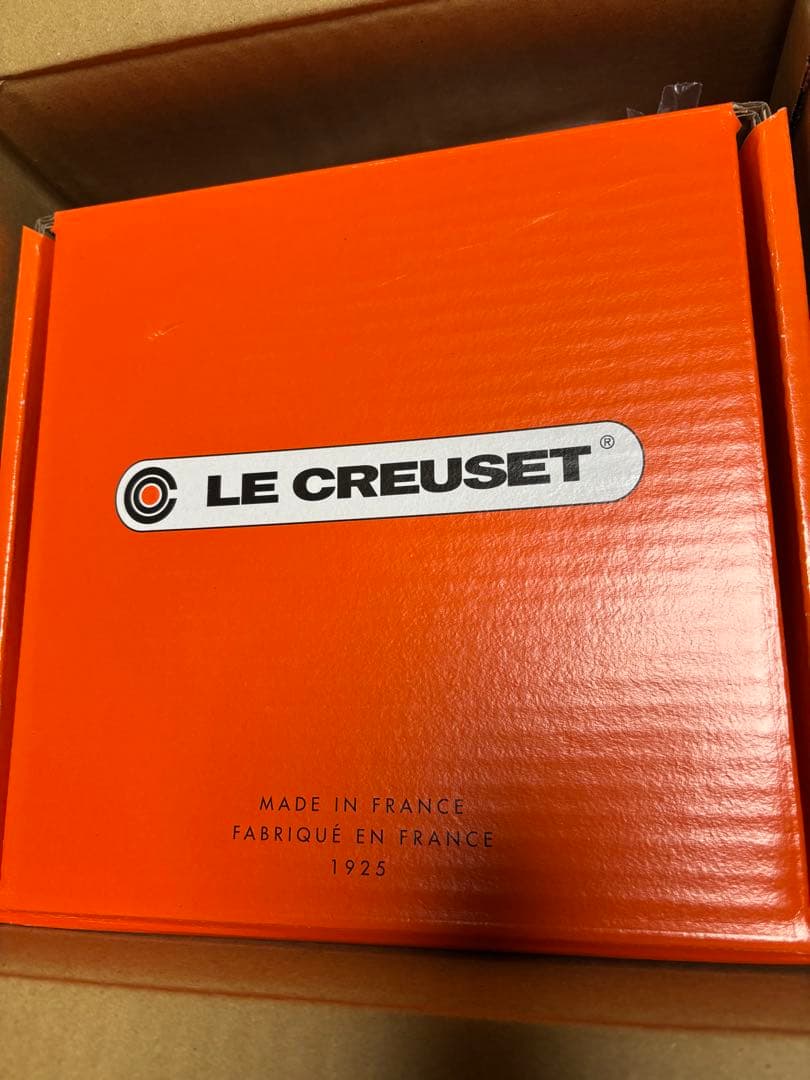 LE CREUSET®
MADE IN FRANCE
FABRIQUÉ EN FRANCE
1925